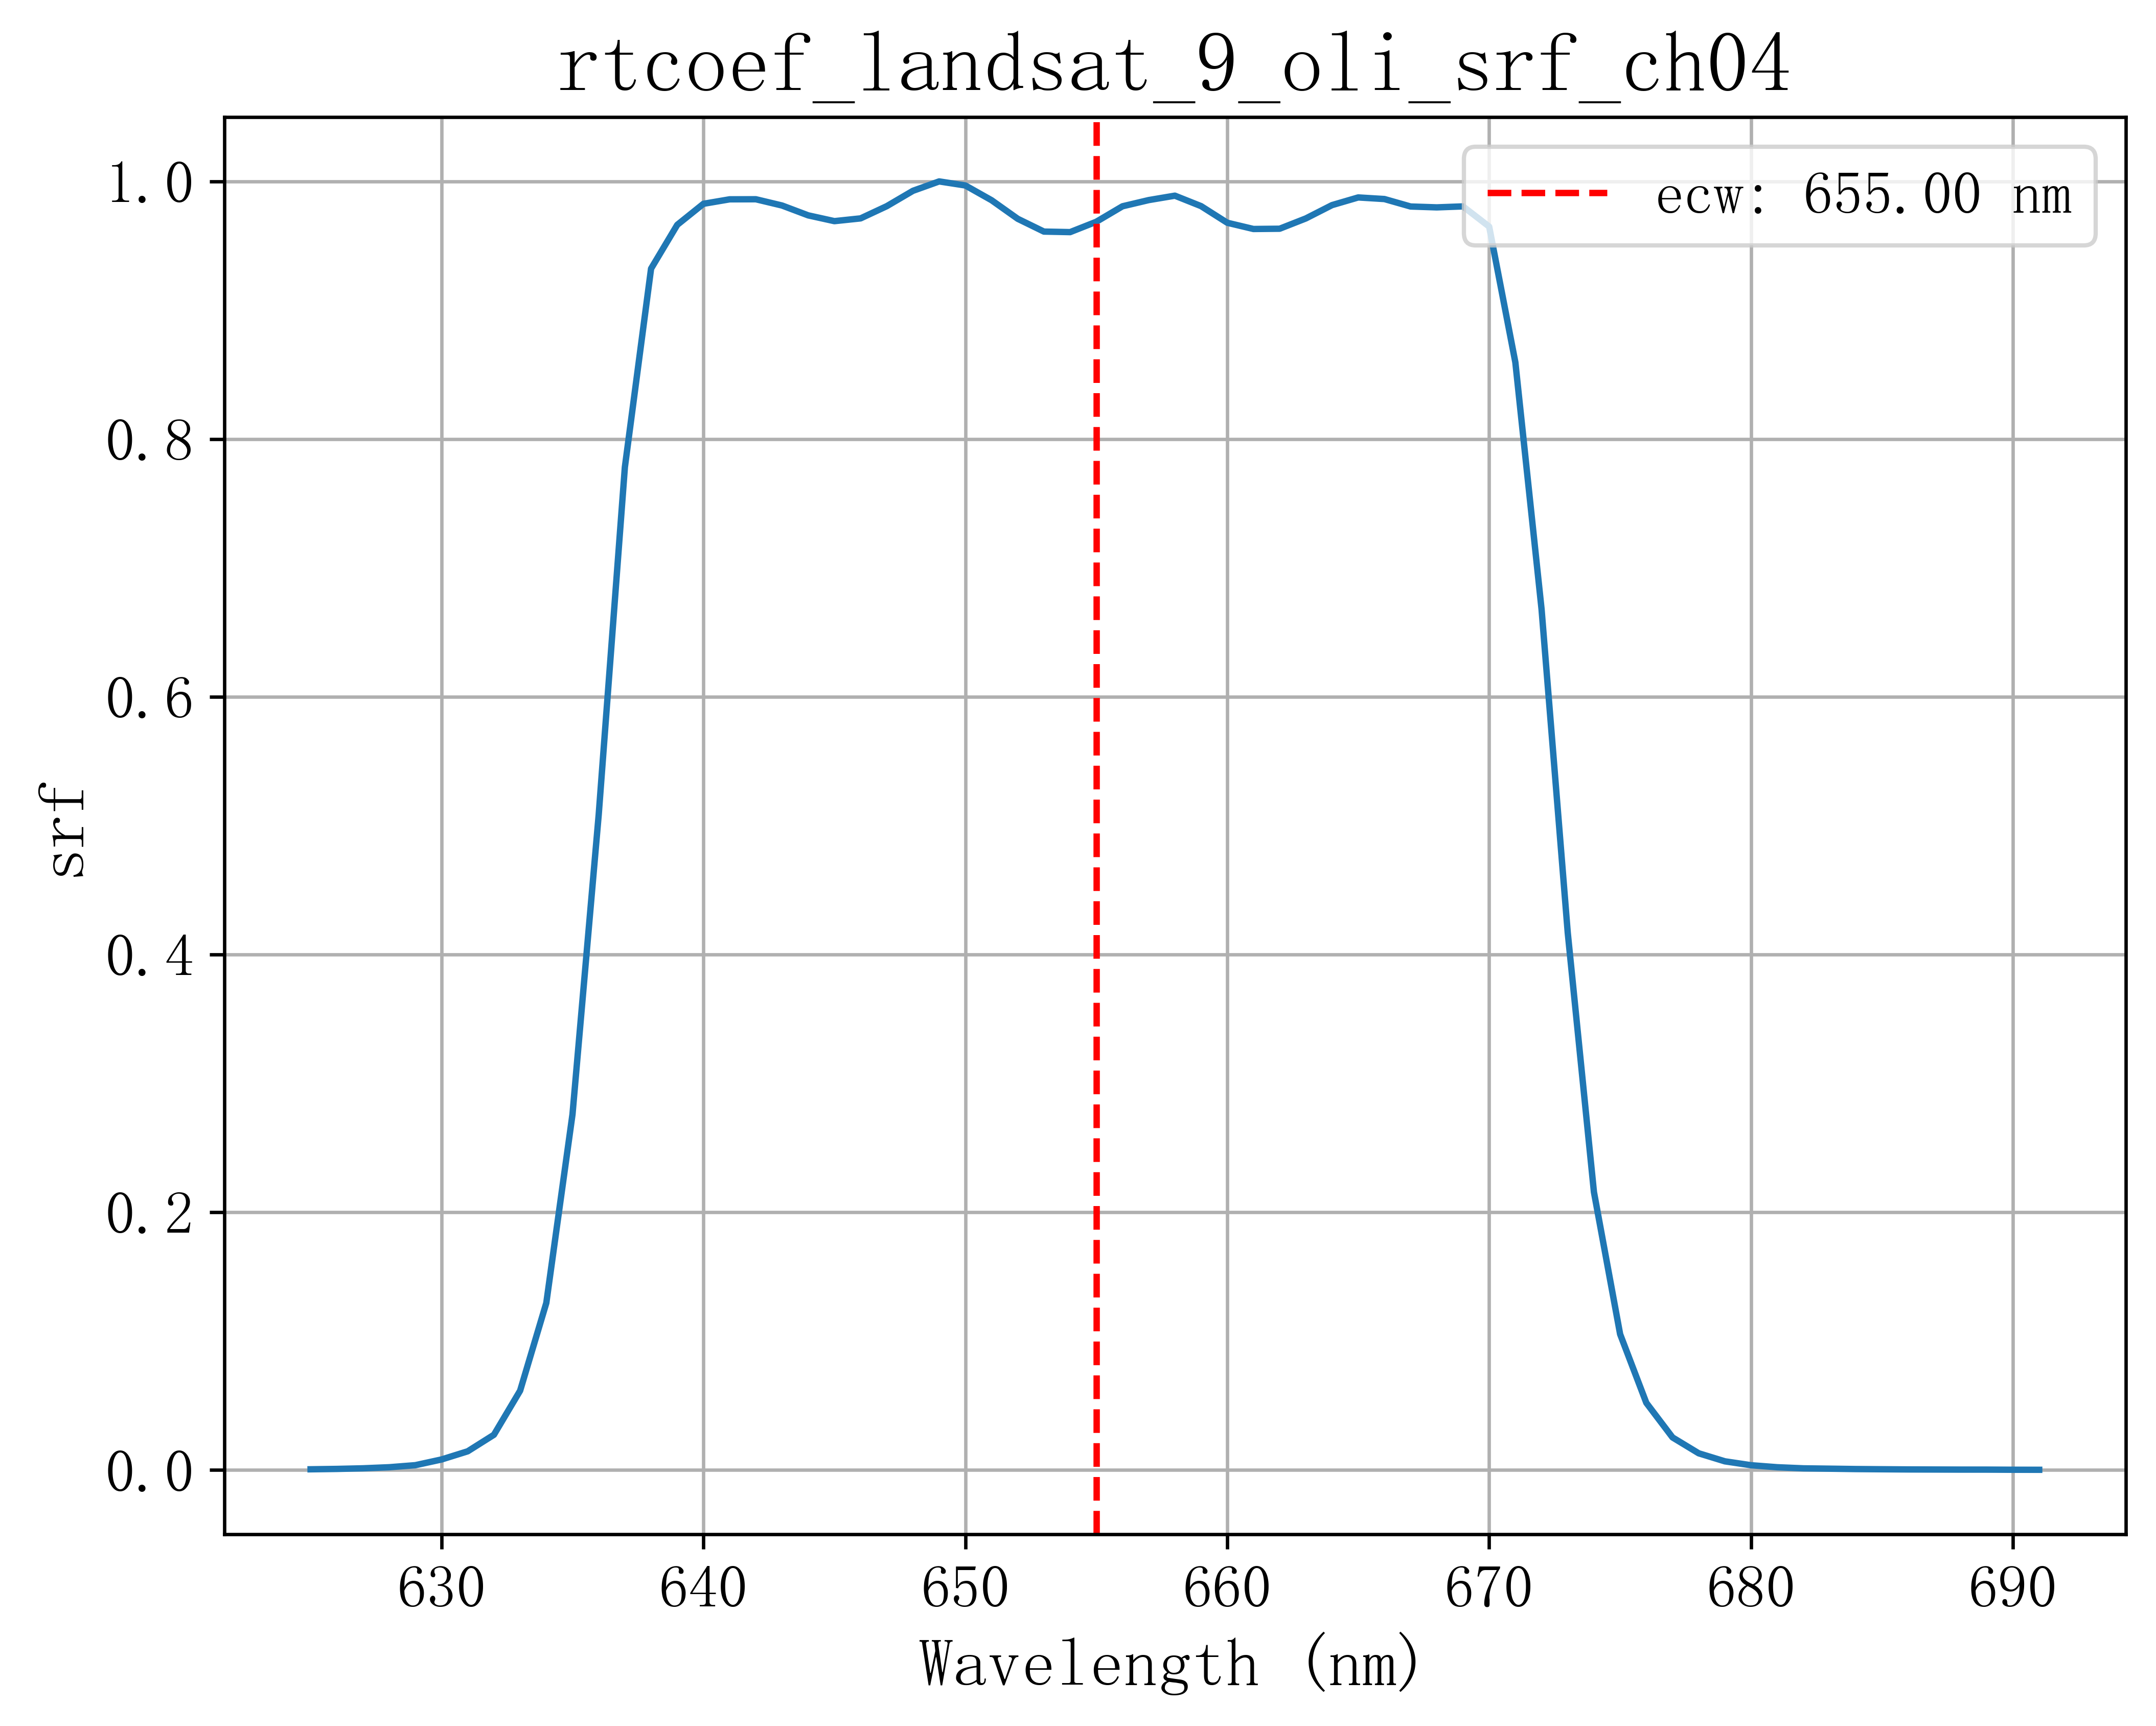 rtcoef_landsat_9_oli_srf_ch04
ecw: 655.00 nm
1.0
0.8
0.6
0.4
0.2
0.0
srf
630 640 650 660 670 680 690
Wavelength (nm)